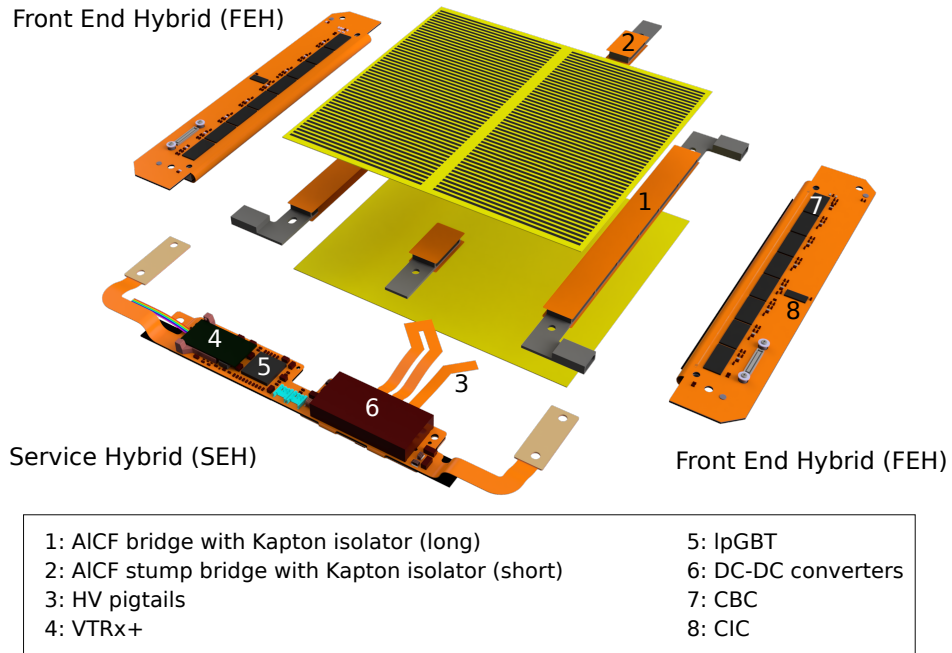 Front End Hybrid (FEH)
2
1
7
8
4
5
3
6
Service Hybrid (SEH)
Front End Hybrid (FEH)
1: AlCF bridge with Kapton isolator (long)
2: AlCF stump bridge with Kapton isolator (short)
3: HV pigtails
4: VTRx+
5: lpGBT
6: DC-DC converters
7: CBC
8: CIC